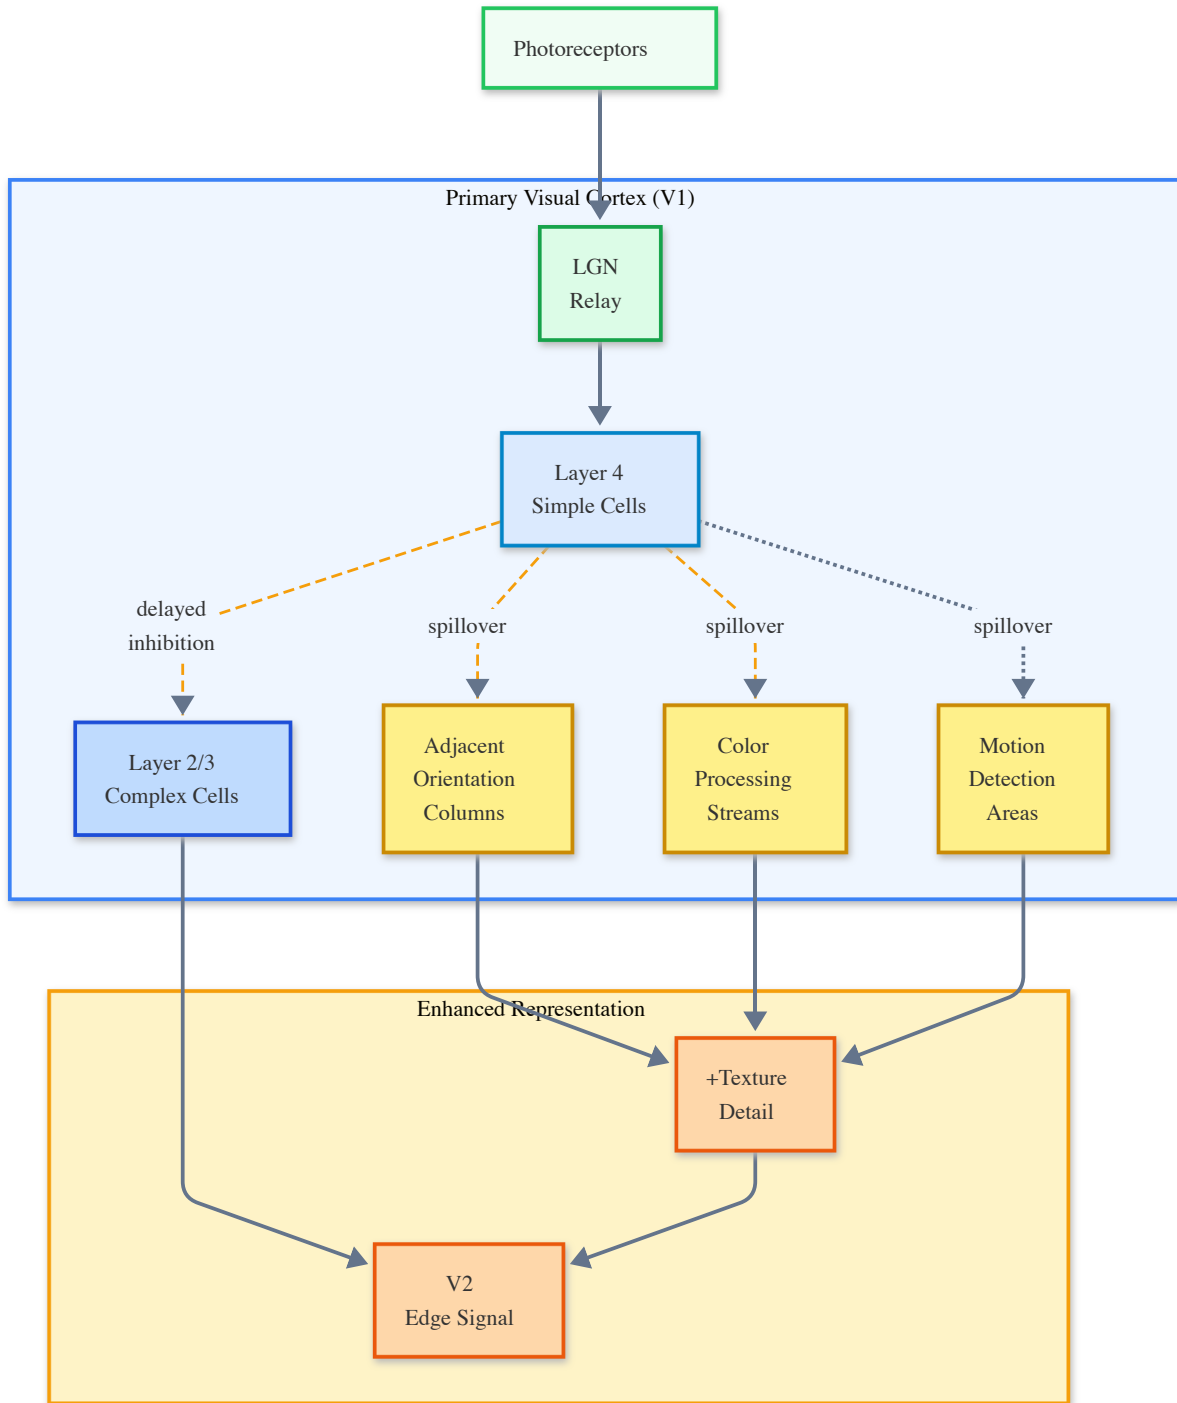 Photoreceptors
Primary Visual Cortex (V1)
LGN
Relay
Layer 4
Simple Cells
delayed
inhibition
spillover
spillover
spillover
Layer 2/3
Complex Cells
Adjacent
Orientation
Columns
Color
Processing
Streams
Motion
Detection
Areas
Enhanced Representation
+Texture
Detail
V2
Edge Signal